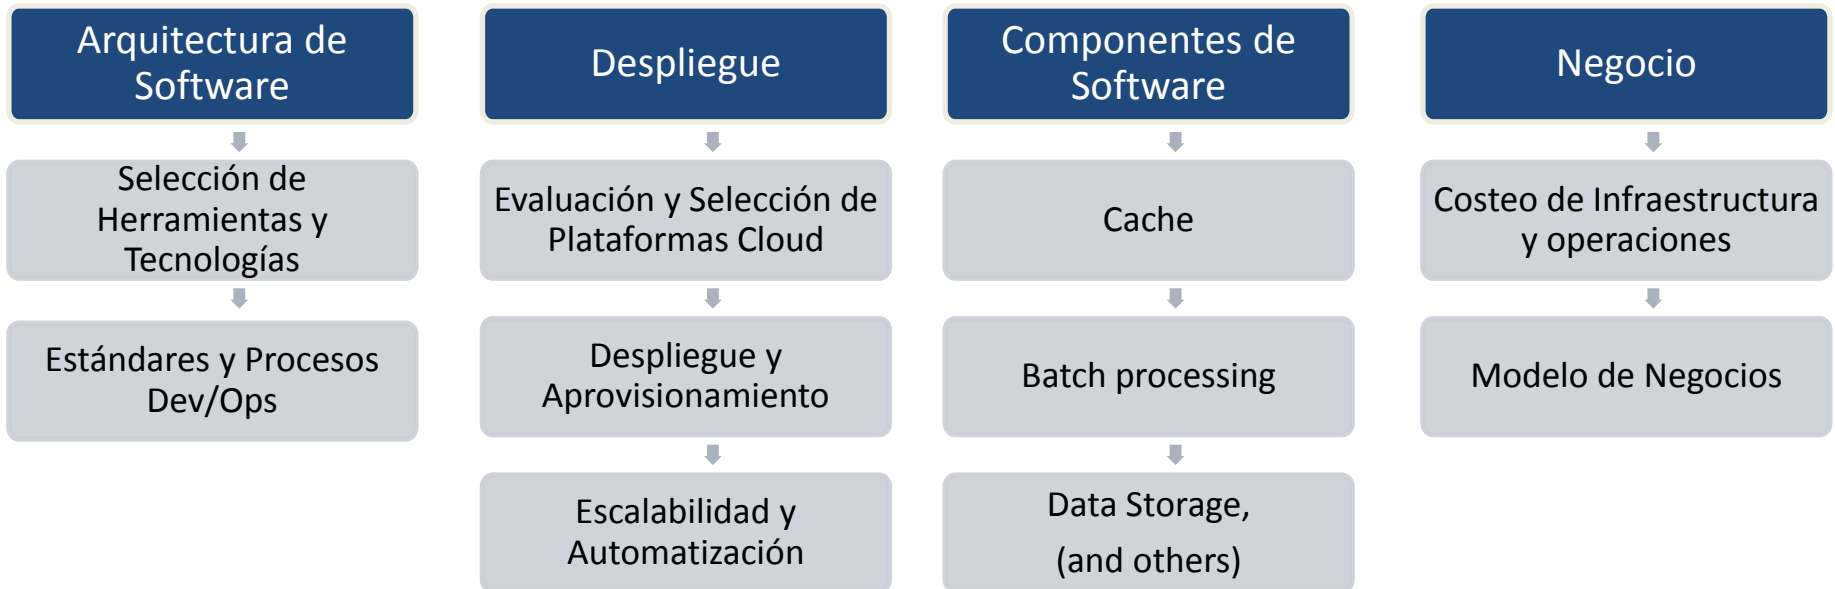 Arquitectura de
Software
Selección de
Herramientas y
Tecnologías
Estándares y Procesos
Dev/Ops
Despliegue
Evaluación y Selección de
Plataformas Cloud
Despliegue y
Aprovisionamiento
Escalabilidad y
Automatización
Componentes de
Software
Cache
Batch processing
Data Storage,
(and others)
Negocio
Costeo de Infraestructura
y operaciones
Modelo de Negocios